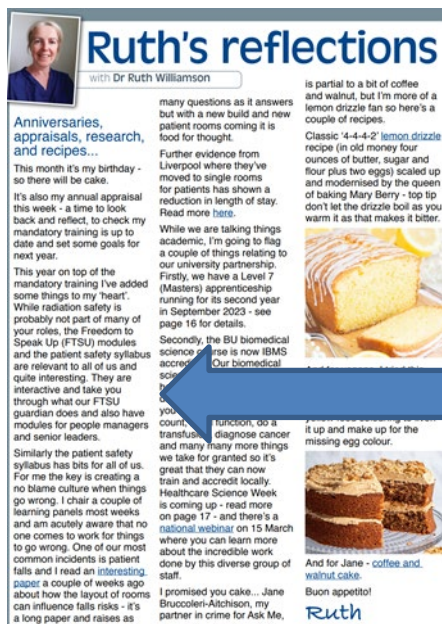 Ruth's reflections
with Dr Ruth Williamson
Anniversaries,
appraisals, research,
and recipes...
This month it's my birthday -
so there will be cake.
It's also my annual appraisal
this week - a time to look
back and reflect, to check my
mandatory training is up to
date and set some goals for
next year.
This year on top of the
mandatory training I've added
some things to my 'heart'.
While radiation safety is
probably not part of many of
your roles, the Freedom to
Speak Up (FTSU) modules
and the patient safety syllabus
are relevant to all of us and
quite interesting. They are
interactive and take you
through what our FTSU
guardian does and also have
modules for people managers
and senior leaders.
Similarly the patient safety
syllabus has bits for all of us.
For me the key is creating a
no blame culture when things
go wrong. I chair a couple of
learning panels most weeks
and am acutely aware that no
one comes to work for things
to go wrong. One of our most
common incidents is patient
falls and I read an interesting
paper a couple of weeks ago
about how the layout of rooms
can influence falls risks - it's
a long paper and raises as
many questions as it answers
but with a new build and new
patient rooms coming it is
food for thought.
Further evidence from
Liverpool where they've
moved to single rooms
for patients has shown a
reduction in length of stay.
Read more here.
While we are talking things
academic, I'm going to flag
a couple of things relating to
our university partnership.
Firstly, we have a Level 7
(Masters) apprenticeship
running for its second year
in September 2023 - see
page 16 for details.
Secondly, the BU biomedical
science course is now IBMS
Our biomedical
count, function, do a
diagnose cancer
and many many more things
we take for granted so it's
great that they can now
train and accredit locally.
Healthcare Science Week
is coming up - read more
on page 17 - and there's a
national webinar on 15 March
where you can learn more
about the incredible work
done by this diverse group of
staff.
I promised you cake... Jane
Bruccoleri-Aitchison, my
partner in crime for Ask Me,
is partial to a bit of coffee
and walnut, but I'm more of a
lemon drizzle fan so here's a
couple of recipes.
Classic '4-4-4-2' lemon drizzle
recipe (in old money four
ounces of butter, sugar and
flour plus two eggs) scaled up
and modernised by the queen
of baking Mary Berry - top tip
don't let the drizzle boil as you
warm it as that makes it bitter.
it up and make up for the
missing egg colour.
And for Jane - coffee and
walnut cake.
Buon appetito!
Ruth